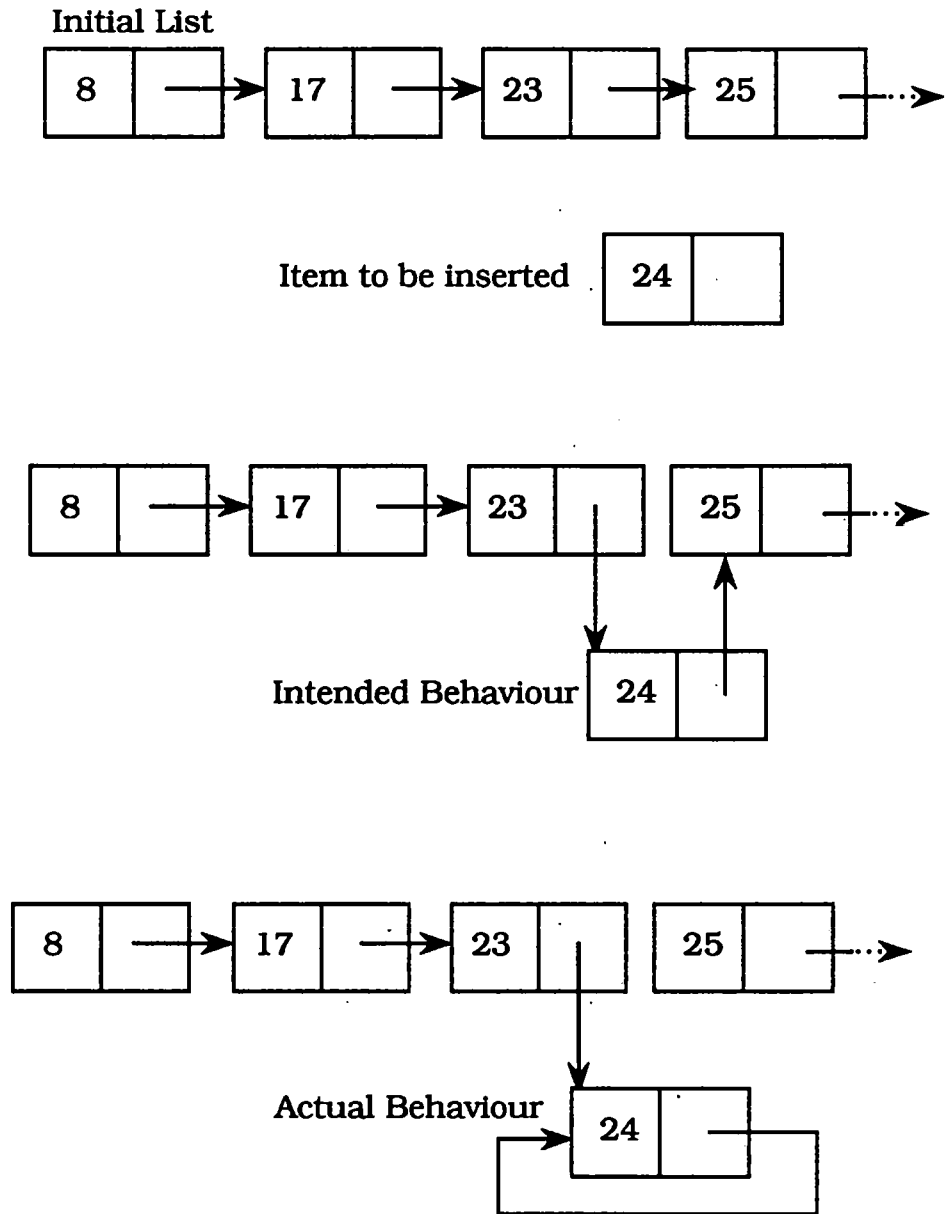 Initial List
8 17 23 25
Item to be inserted 24
8 17 23 25
Intended Behaviour 24
8 17 23 25
Actual Behaviour 24